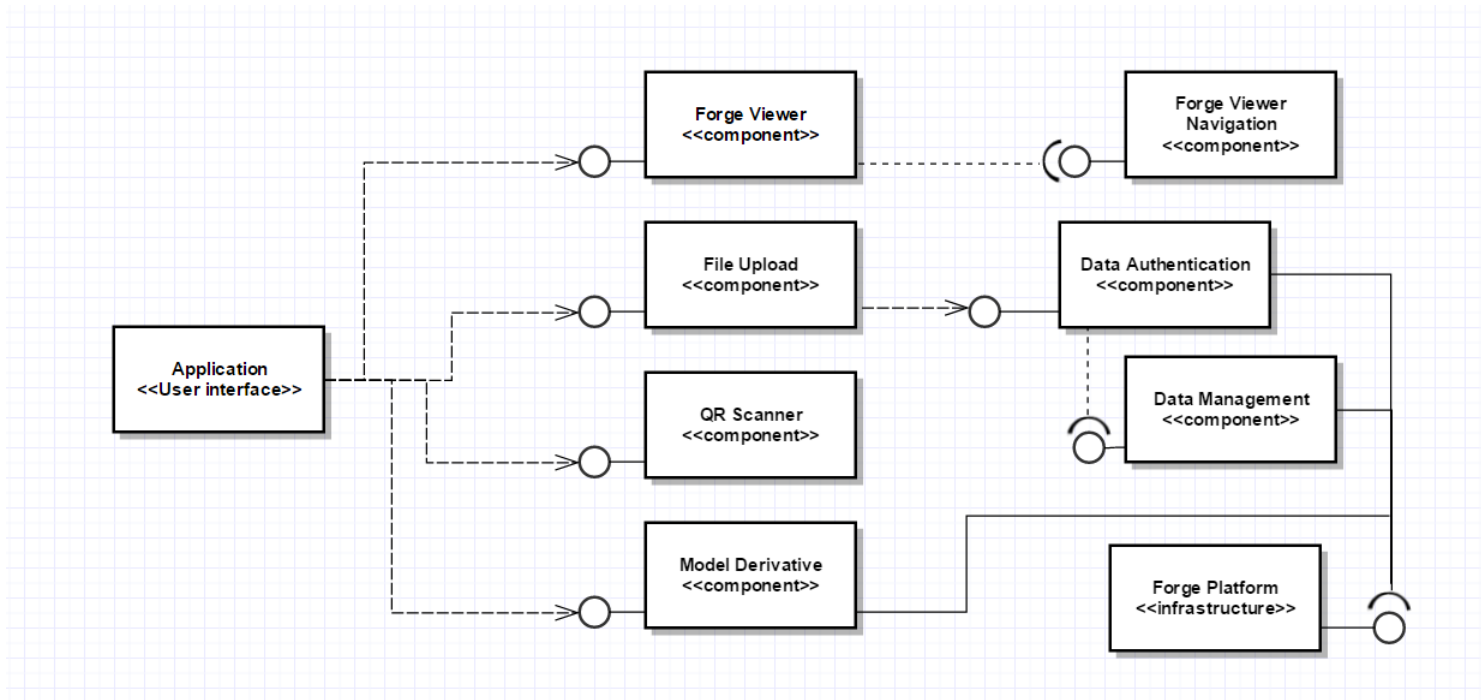 Forge Viewer
<<component>>
Forge Viewer
Navigation
<<component>>
File Upload
<<component>>
Data Authentication
<<component>>
Application
<<User interface>>
QR Scanner
<<component>>
Data Management
<<component>>
Model Derivative
<<component>>
Forge Platform
<<infrastructure>>